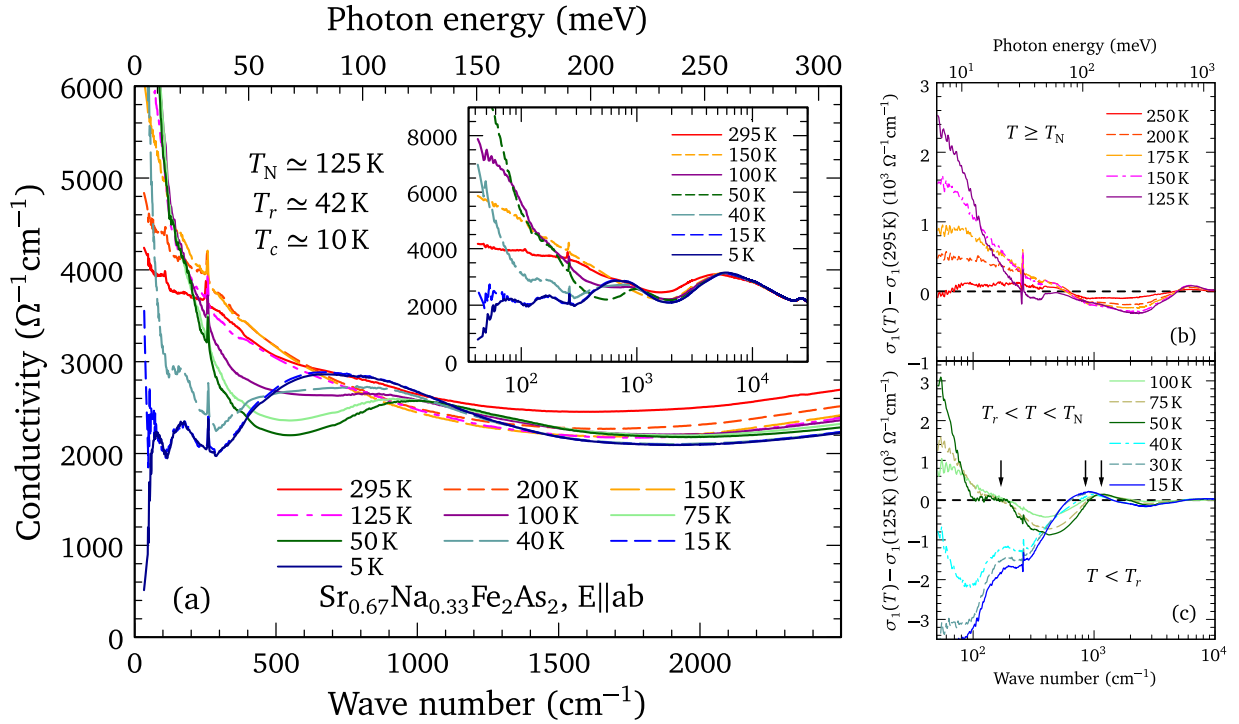 Photon energy (meV)
0 50 100 150 200 250 300
6000
5000
4000
3000
2000
1000
0
Conductivity (Ω⁻¹cm⁻¹)
T_N ≃ 125 K
T_r ≃ 42 K
T_c ≃ 10 K
8000
6000
4000
2000
0
10² 10³ 10⁴
295 K
150 K
100 K
50 K
40 K
15 K
5 K
295 K 200 K 150 K
125 K 100 K 75 K
50 K 40 K 15 K
5 K
(a) Sr₀.₆₇Na₀.₃₃Fe₂As₂, E||ab
0 500 1000 1500 2000
Wave number (cm⁻¹)
Photon energy (meV)
10¹ 10² 10³
3
2
1
0
−1
σ₁(T) − σ₁(295K) (10³ Ω⁻¹cm⁻¹)
T ≥ T_N
250 K
200 K
175 K
150 K
125 K
(b)
3
2
1
0
−1
−2
−3
σ₁(T) − σ₁(125K) (10³ Ω⁻¹cm⁻¹)
T_r < T < T_N
100 K
75 K
50 K
40 K
30 K
15 K
T < T_r
(c)
10² 10³ 10⁴
Wave number (cm⁻¹)